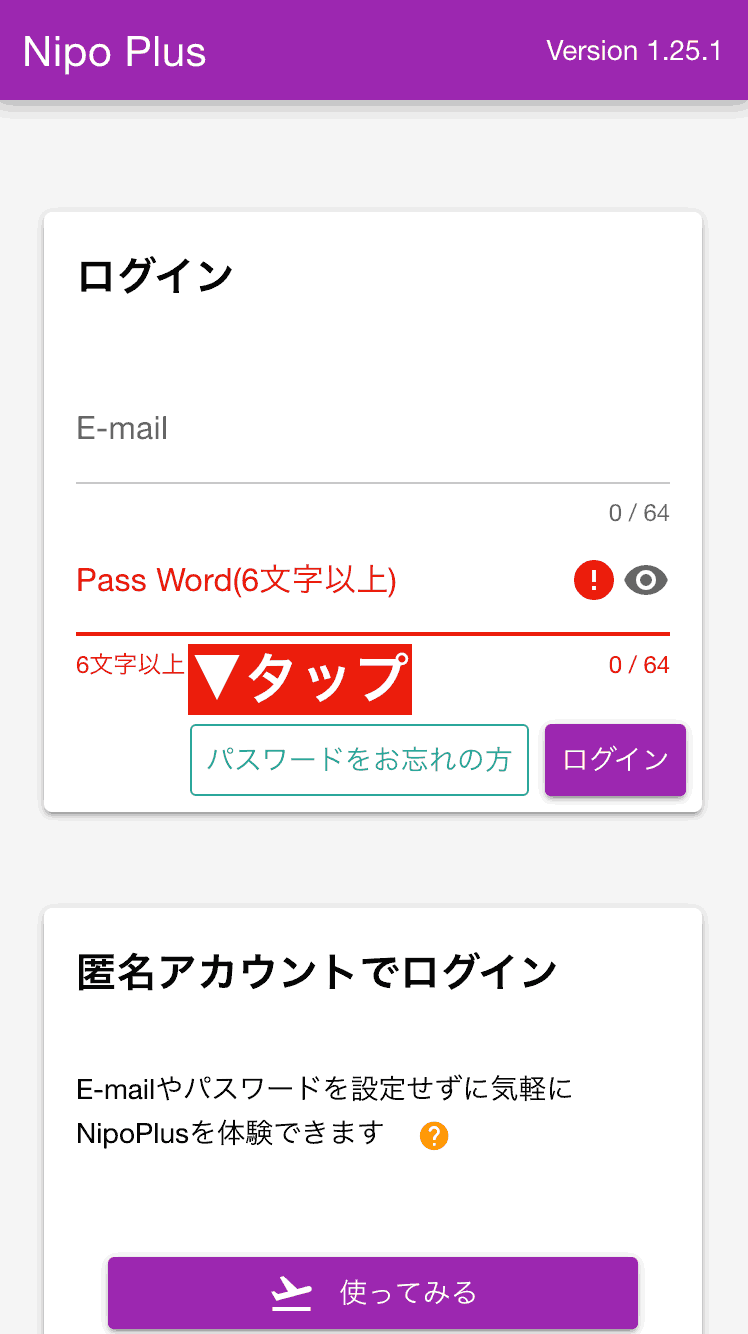 Nipo Plus
Version 1.25.1
ログイン
E-mail
0 / 64
Pass Word(6文字以上)
6文字以上
▼タップ
0 / 64
パスワードをお忘れの方
ログイン
匿名アカウントでログイン
E-mailやパスワードを設定せずに気軽に
NipoPlusを体験できます
使ってみる